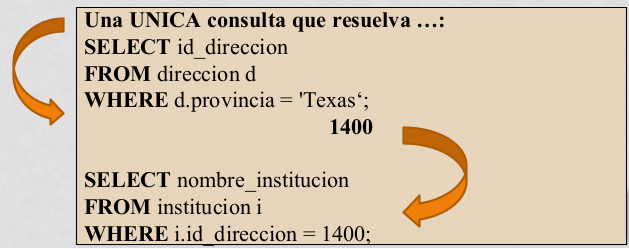 Una UNICA consulta que resuelva …:
SELECT id_direccion
FROM direccion d
WHERE d.provincia = 'Texas‘;
1400
SELECT nombre_institucion
FROM institucion i
WHERE i.id_direccion = 1400;